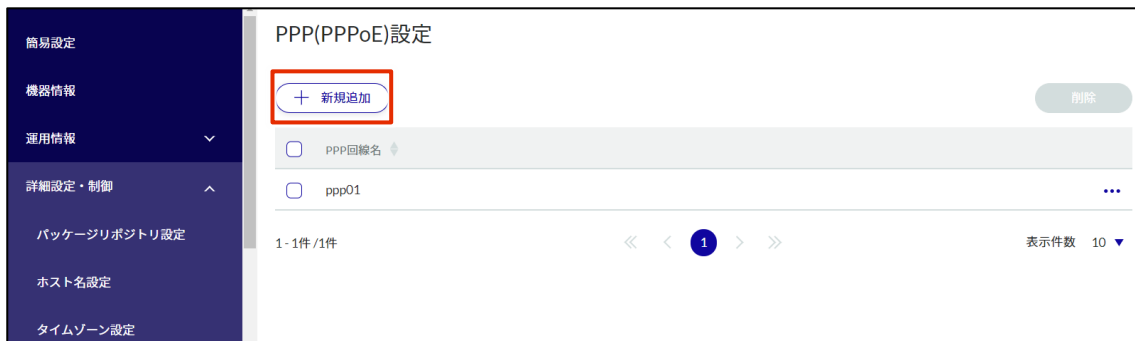 簡易設定
機器情報
運用情報
詳細設定・制御
パッケージリポジトリ設定
ホスト名設定
タイムゾーン設定
PPP(PPPoE)設定
+ 新規追加
削除
PPP回線名
ppp01
1 - 1件 /1件
1
表示件数 10